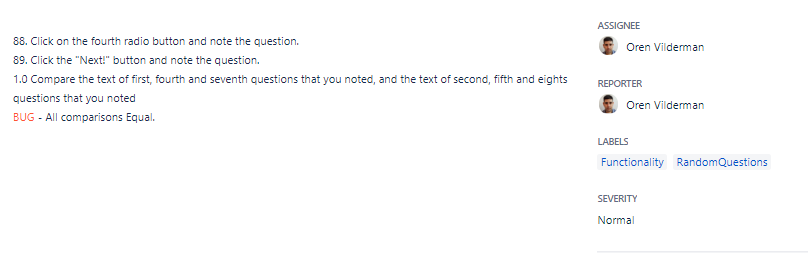 88. Click on the fourth radio button and note the question.
89. Click the "Next!" button and note the question.
1.0 Compare the text of first, fourth and seventh questions that you noted, and the text of second, fifth and eights
questions that you noted
BUG - All comparisons Equal.
ASSIGNEE
Oren Vilderman
REPORTER
Oren Vilderman
LABELS
Functionality RandomQuestions
SEVERITY
Normal